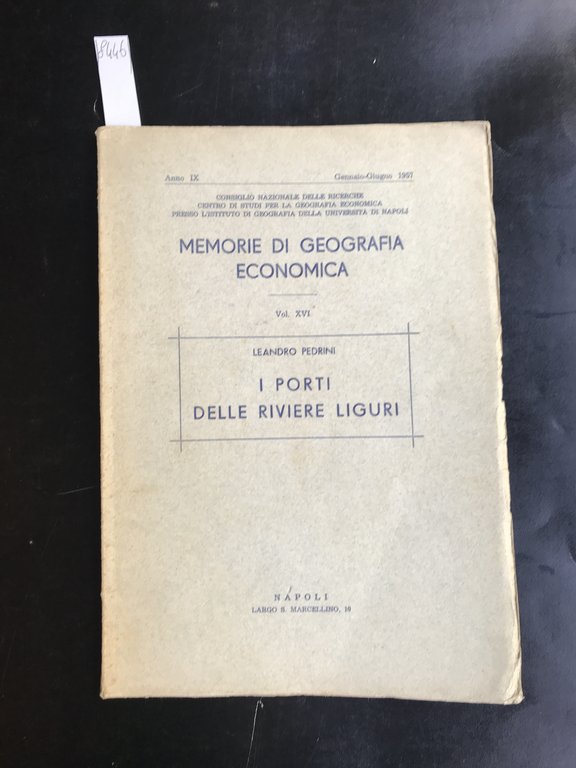 8446
Anno IX Gennaio-Giugno 1957
CONSIGLIO NAZIONALE DELLE RICERCHE
CENTRO DI STUDI PER LA GEOGRAFIA ECONOMICA
PRESSO L'ISTITUTO DI GEOGRAFIA DELLA UNIVERSITA DI NAPOLI
MEMORIE DI GEOGRAFIA
ECONOMICA
Vol. XVI
LEANDRO PEDRINI
I PORTI
DELLE RIVIERE LIGURI
NAPOLI
LARGO S. MARCELLINO, 10